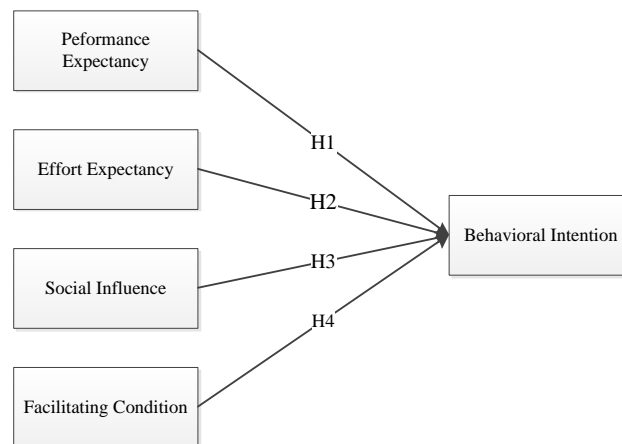 Peformance
Expectancy
H1
Effort Expectancy
H2
Behavioral Intention
H3
Social Influence
H4
Facilitating Condition